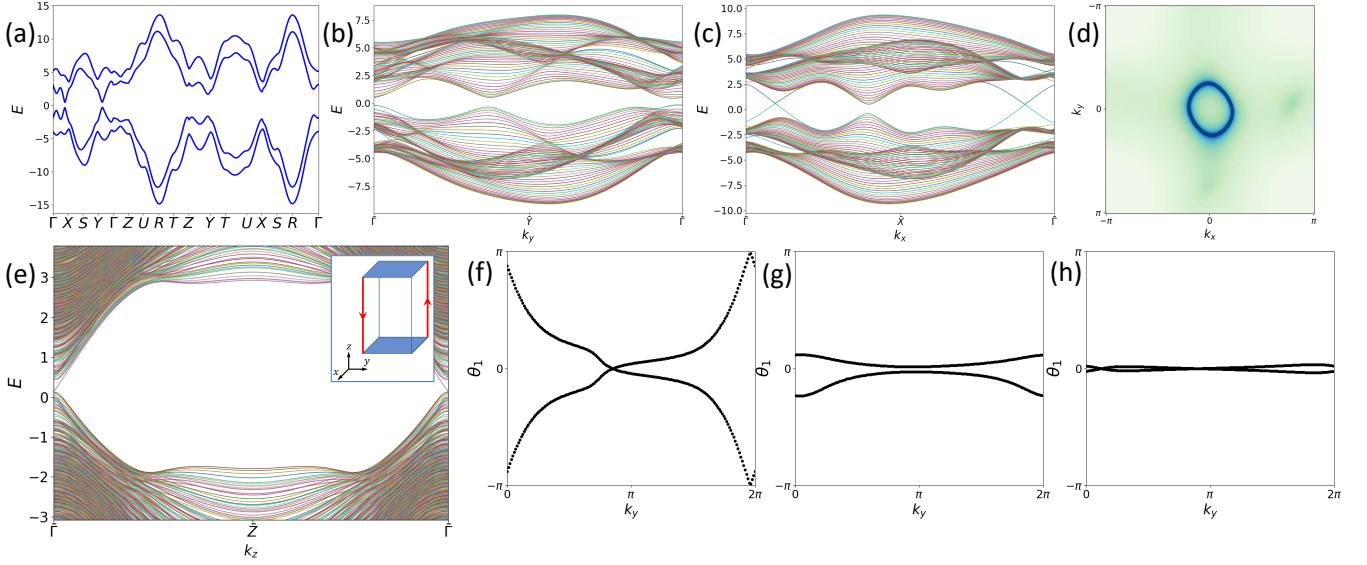 (a)
15
10
5
0
−5
−10
−15
E
Γ X S Y Γ Z U R T Z Y T U X S R Γ
(b)
7.5
5.0
2.5
0.0
−2.5
−5.0
−7.5
E
Γ̄ Ȳ Γ̄
k_y
(c)
10.0
7.5
5.0
2.5
0.0
−2.5
−5.0
−7.5
−10.0
E
Γ̄ X̄ Γ̄
k_x
(d)
−π
0
π
k_y
−π 0 π
k_x
(e)
3
2
1
0
−1
−2
−3
E
Γ̄ Z̄ Γ̄
k_z
z
y
x
(f)
π
0
−π
θ₁
0 π 2π
k_y
(g)
π
0
−π
θ₁
0 π 2π
k_y
(h)
π
0
−π
θ₁
0 π 2π
k_y